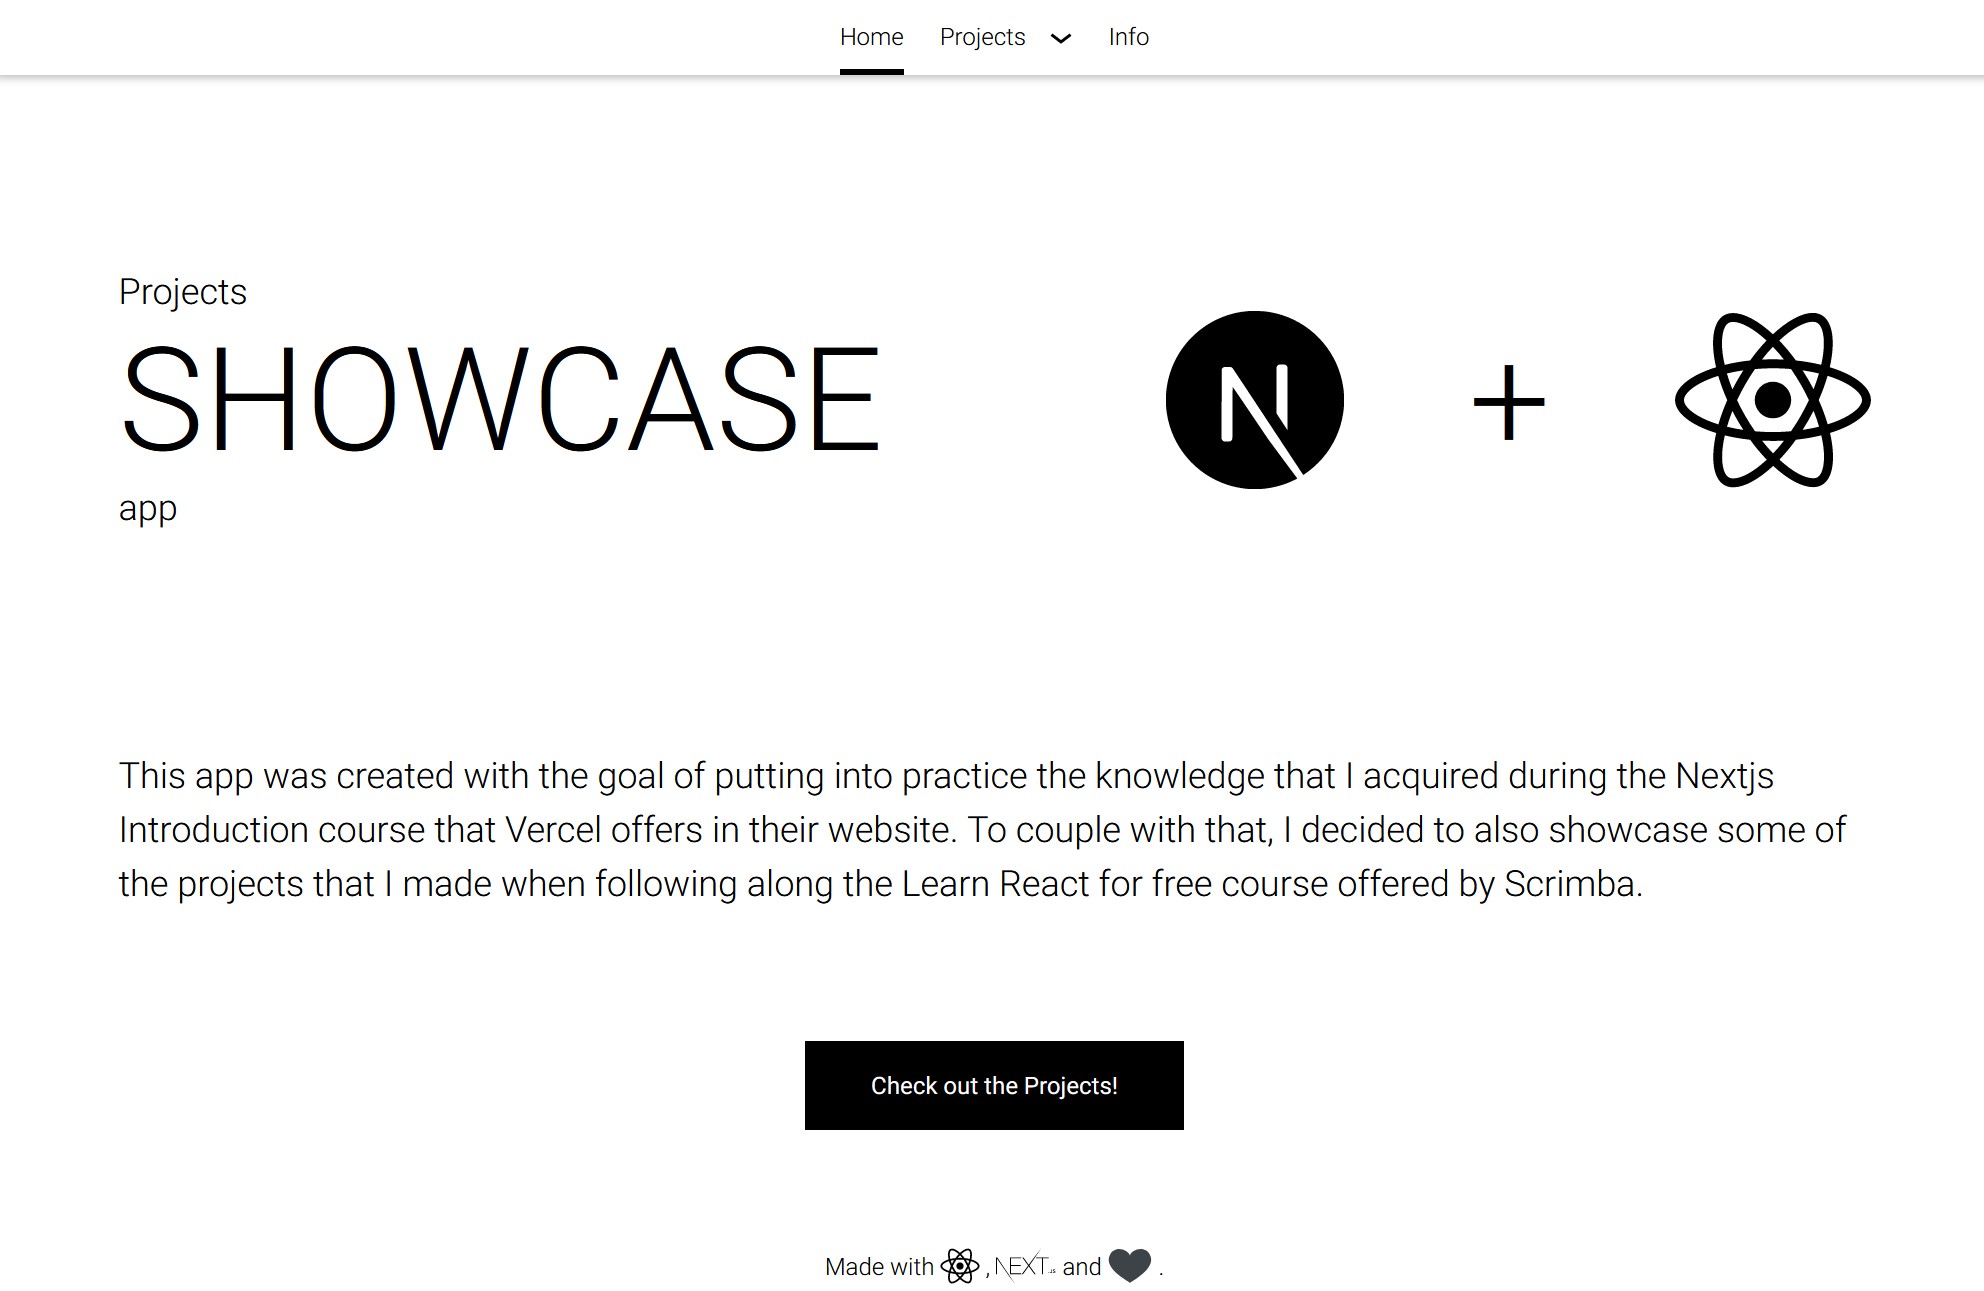 Home Projects Info
Projects
SHOWCASE
app
N +
This app was created with the goal of putting into practice the knowledge that I acquired during the Nextjs
Introduction course that Vercel offers in their website. To couple with that, I decided to also showcase some of
the projects that I made when following along the Learn React for free course offered by Scrimba.
Check out the Projects!
Made with , NEXT.JS and .